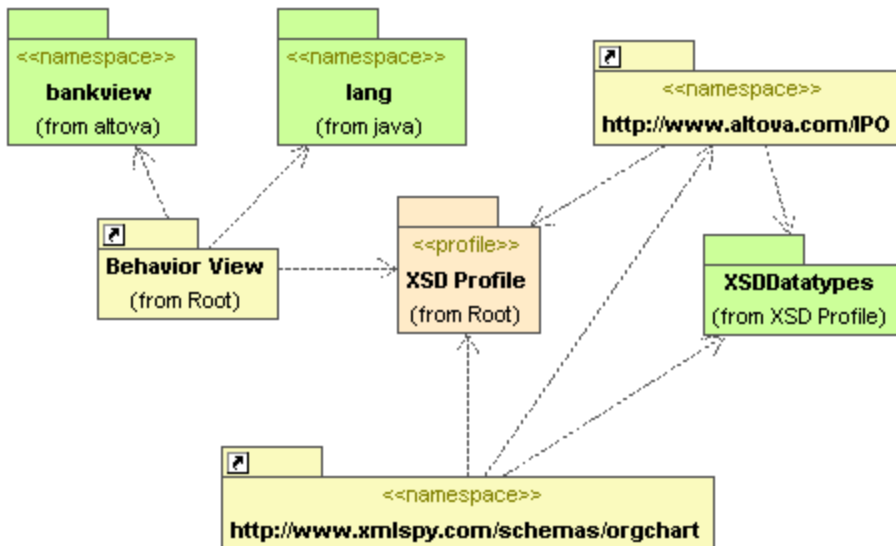 <<namespace>>
bankview
(from altova)
<<namespace>>
lang
(from java)
<<namespace>>
http://www.altova.com/IPO
Behavior View
(from Root)
<<profile>>
XSD Profile
(from Root)
XSDDatatypes
(from XSD Profile)
<<namespace>>
http://www.xmlspy.com/schemas/orgchart